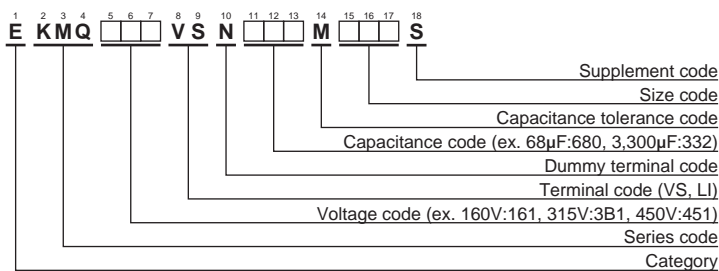 1 2 3 4 5 6 7 8 9 10 11 12 13 14 15 16 17 18
E KMQ VS N M S
Supplement code
Size code
Capacitance tolerance code
Capacitance code (ex. 68µF:680, 3,300µF:332)
Dummy terminal code
Terminal code (VS, LI)
Voltage code (ex. 160V:161, 315V:3B1, 450V:451)
Series code
Category